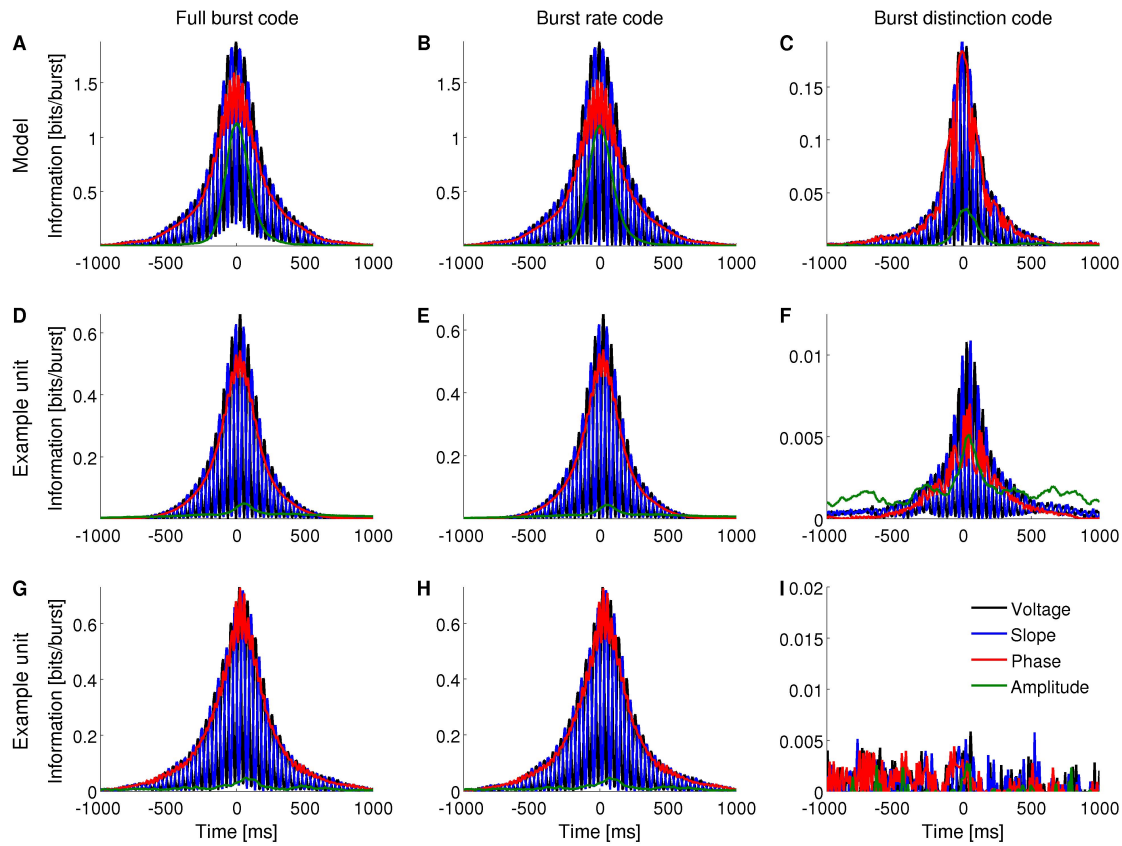 Full burst code Burst rate code Burst distinction code
A B C
Model
Information [bits/burst]
1.5 1 0.5
1.5 1 0.5
0.15 0.1 0.05
-1000 -500 0 500 1000
-1000 -500 0 500 1000
-1000 -500 0 500 1000
D E F
Example unit
Information [bits/burst]
0.6 0.4 0.2
0.6 0.4 0.2
0.01 0.005 0
-1000 -500 0 500 1000
-1000 -500 0 500 1000
-1000 -500 0 500 1000
G H I
Example unit
Information [bits/burst]
0.6 0.4 0.2 0
0.6 0.4 0.2 0
0.02 0.015 0.01 0.005 0
Voltage
Slope
Phase
Amplitude
-1000 -500 0 500 1000
-1000 -500 0 500 1000
-1000 -500 0 500 1000
Time [ms] Time [ms] Time [ms]